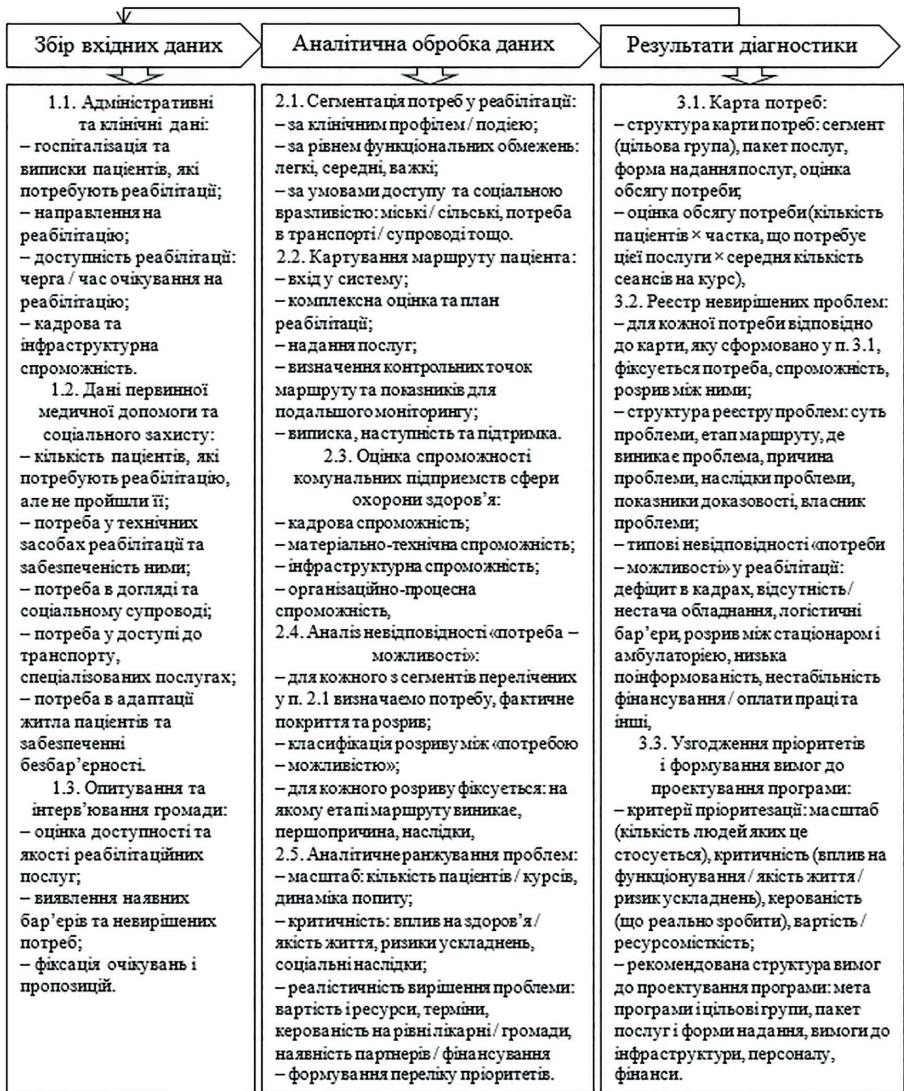 Збір вхідних даних
Аналітична обробка даних
Результати діагностики
1.1. Адміністративні
та клінічні дані:
– госпіталізація та
виписки пацієнтів, які
потребують реабілітації;
– направлення на
реабілітацію;
– доступність реабілітації:
черга / час очікування на
реабілітацію;
– кадрова та
інфраструктурна
спроможність.
1.2. Дані первинної
медичної допомоги та
соціального захисту:
– кількість пацієнтів, які
потребують реабілітацію,
але не пройшли її;
– потреба у технічних
засобах реабілітації та
забезпеченість ними;
– потреба в догляді та
соціальному супроводі;
– потреба у доступі до
транспорту,
спеціалізованих послугах;
– потреба в адаптації
житла пацієнтів та
забезпеченні
безбар’єрності.
1.3. Опитування та
інтерв’ювання громади:
– оцінка доступності та
якості реабілітаційних
послуг;
– виявлення наявних
бар’єрів та невирішених
потреб;
– фіксація очікувань і
пропозицій.
2.1. Сегментація потреб у реабілітації:
– за клінічним профілем / подією;
– за рівнем функціональних обмежень:
легкі, середні, важкі;
– за умовами доступу та соціальною
вразливістю: міські / сільські, потреба
в транспорті / супроводі тощо.
2.2. Картування маршруту пацієнта:
– вхід у систему;
– комплексна оцінка та план
реабілітації;
– надання послуг;
– визначення контрольних точок
маршруту та показників для
подальшого моніторингу;
– виписка, наступність та підтримка.
2.3. Оцінка спроможності
комунальних підприємств сфери
охорони здоров’я:
– кадрова спроможність;
– матеріально-технічна спроможність;
– інфраструктурна спроможність;
– організаційно-процесна
спроможність,
2.4. Аналіз невідповідності «потреба –
можливості»:
– для кожного з сегментів перелічених
у п. 2.1 визначаємо потребу, фактичне
покриття та розрив;
– класифікація розриву між «потребою
– можливістю»;
– для кожного розриву фіксується: на
якому етапі маршруту виникає,
першопричина, наслідки,
2.5. Аналітичне ранжування проблем:
– масштаб: кількість пацієнтів / курсів,
динаміка попиту;
– критичність: вплив на здоров’я /
якість життя, ризики ускладнень,
соціальні наслідки;
– реалістичність вирішення проблеми:
вартість і ресурси, терміни,
керованість на рівні лікарні / громади,
наявність партнерів / фінансування
– формування переліку пріоритетів.
3.1. Карта потреб:
– структура карти потреб: сегмент
(цільова група), пакет послуг,
форма надання послуг, оцінка
обсягу потреби;
– оцінка обсягу потреби (кількість
пацієнтів × частка, що потребує
цієї послуги × середня кількість
сеансів на курс),
3.2. Реєстр невирішених проблем:
– для кожної потреби відповідно
до карти, яку сформовано у п. 3.1,
фіксується потреба, спроможність,
розрив між ними;
– структура реєстру проблем: суть
проблеми, етап маршруту, де
виникає проблема, причина
проблеми, наслідки проблеми,
показники доказовості, власник
проблеми;
– типові невідповідності «потреби
– можливості» у реабілітації:
дефіцит в кадрах, відсутність /
нестача обладнання, логістичні
бар’єри, розрив між стаціонаром і
амбулаторією, низька
поінформованість, нестабільність
фінансування / оплати праці та
інші,
3.3. Узгодження пріоритетів
і формування вимог до
проектування програми:
– критерії пріоритезації: масштаб
(кількість людей яких це
стосується), критичність (вплив на
функціонування / якість життя /
ризик ускладнень), керованість
(що реально зробити), вартість /
ресурсомісткість;
– рекомендована структура вимог
до проектування програми: мета
програми і цільові групи, пакет
послуг і форми надання, вимоги до
інфраструктури, персоналу,
фінанси.